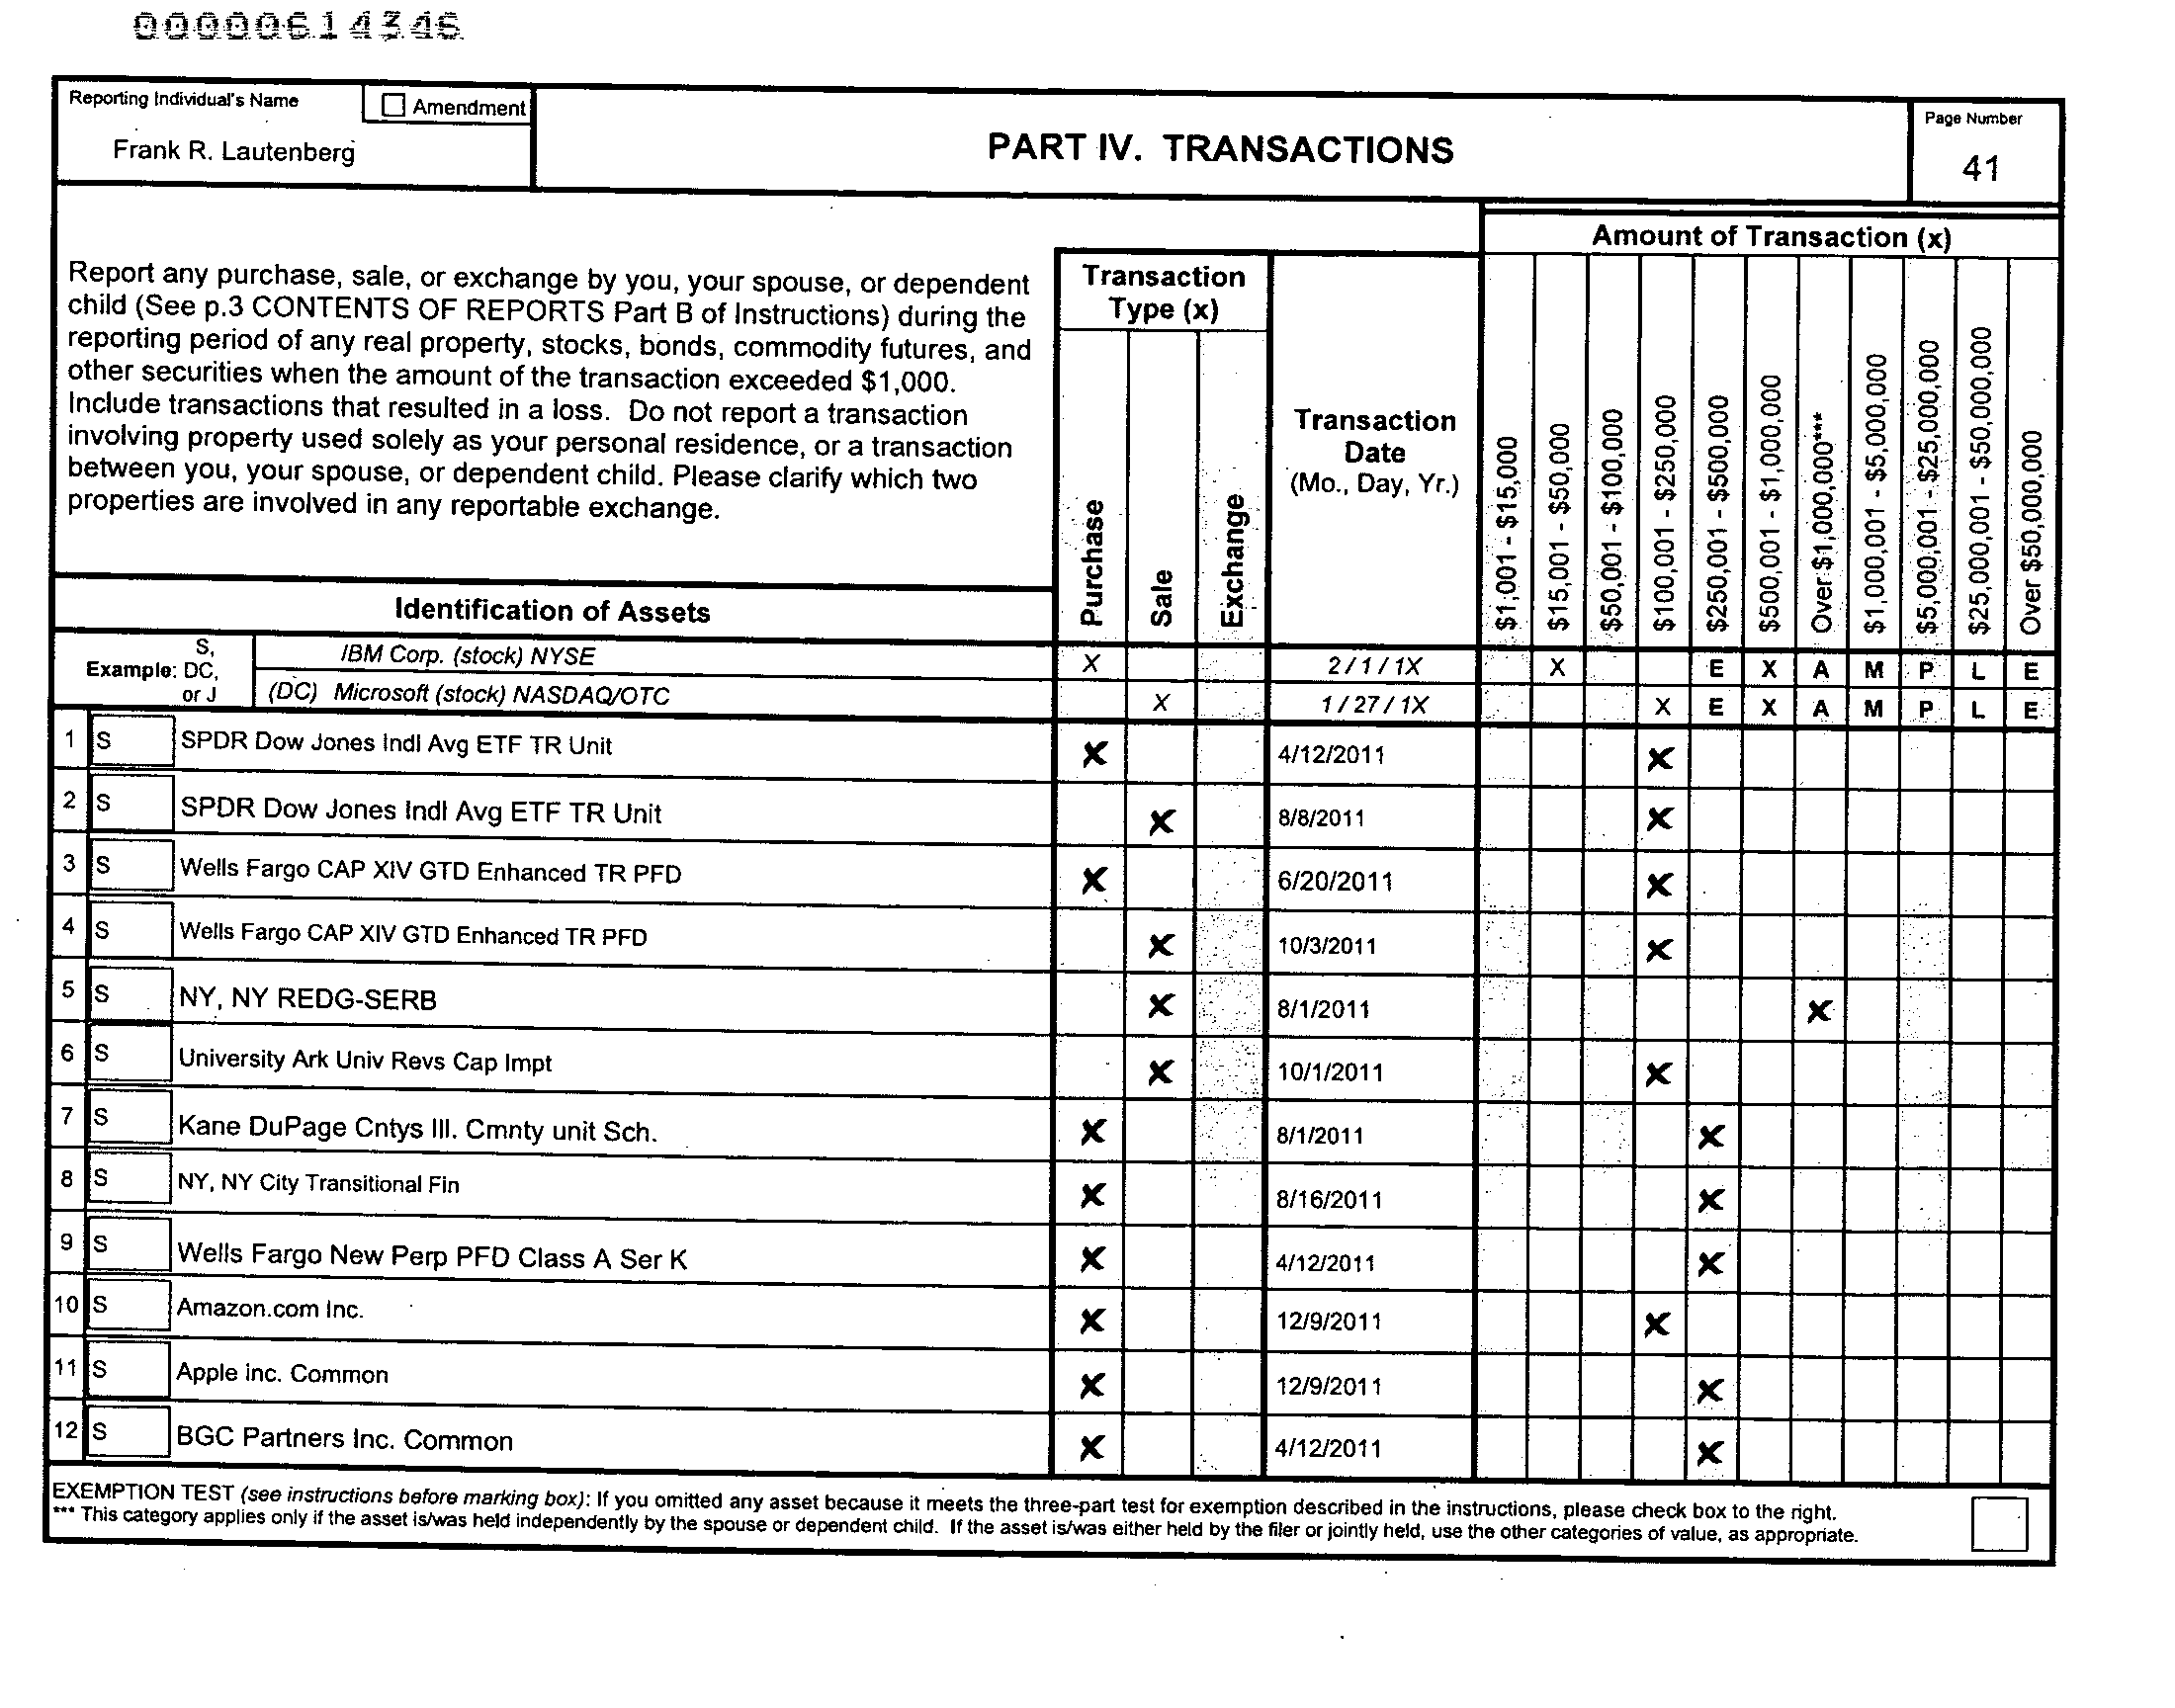 00000614346
Reporting Individual's Name
Amendment
Frank R. Lautenberg
PART IV. TRANSACTIONS
Page Number
41
Report any purchase, sale, or exchange by you, your spouse, or dependent
child (See p.3 CONTENTS OF REPORTS Part B of Instructions) during the
reporting period of any real property, stocks, bonds, commodity futures, and
other securities when the amount of the transaction exceeded $1,000.
Include transactions that resulted in a loss. Do not report a transaction
involving property used solely as your personal residence, or a transaction
between you, your spouse, or dependent child. Please clarify which two
properties are involved in any reportable exchange.
Identification of Assets
Transaction
Type (x)
Purchase
Sale
Exchange
Transaction
Date
(Mo., Day, Yr.)
Amount of Transaction (x)
$1,001 - $15,000
$15,001 - $50,000
$50,001 - $100,000
$100,001 - $250,000
$250,001 - $500,000
$500,001 - $1,000,000
Over $1,000,000***
$1,000,001 - $5,000,000
$5,000,001 - $25,000,000
$25,000,001 - $50,000,000
Over $50,000,000
Example: S, DC, or J
IBM Corp. (stock) NYSE X 2 / 1 / 1X X E X A M P L E
(DC) Microsoft (stock) NASDAQ/OTC X 1 / 27 / 1X X E X A M P L E
1 S SPDR Dow Jones Indl Avg ETF TR Unit X 4/12/2011 X
2 S SPDR Dow Jones Indl Avg ETF TR Unit X 8/8/2011 X
3 S Wells Fargo CAP XIV GTD Enhanced TR PFD X 6/20/2011 X
4 S Wells Fargo CAP XIV GTD Enhanced TR PFD X 10/3/2011 X
5 S NY, NY REDG-SERB X 8/1/2011 X
6 S University Ark Univ Revs Cap Impt X 10/1/2011 X
7 S Kane DuPage Cntys Ill. Cmnty unit Sch. X 8/1/2011 X
8 S NY, NY City Transitional Fin X 8/16/2011 X
9 S Wells Fargo New Perp PFD Class A Ser K X 4/12/2011 X
10 S Amazon.com Inc. X 12/9/2011 X
11 S Apple inc. Common X 12/9/2011 X
12 S BGC Partners Inc. Common X 4/12/2011 X
EXEMPTION TEST (see instructions before marking box): If you omitted any asset because it meets the three-part test for exemption described in the instructions, please check box to the right.
*** This category applies only if the asset is/was held independently by the spouse or dependent child. If the asset is/was either held by the filer or jointly held, use the other categories of value, as appropriate.